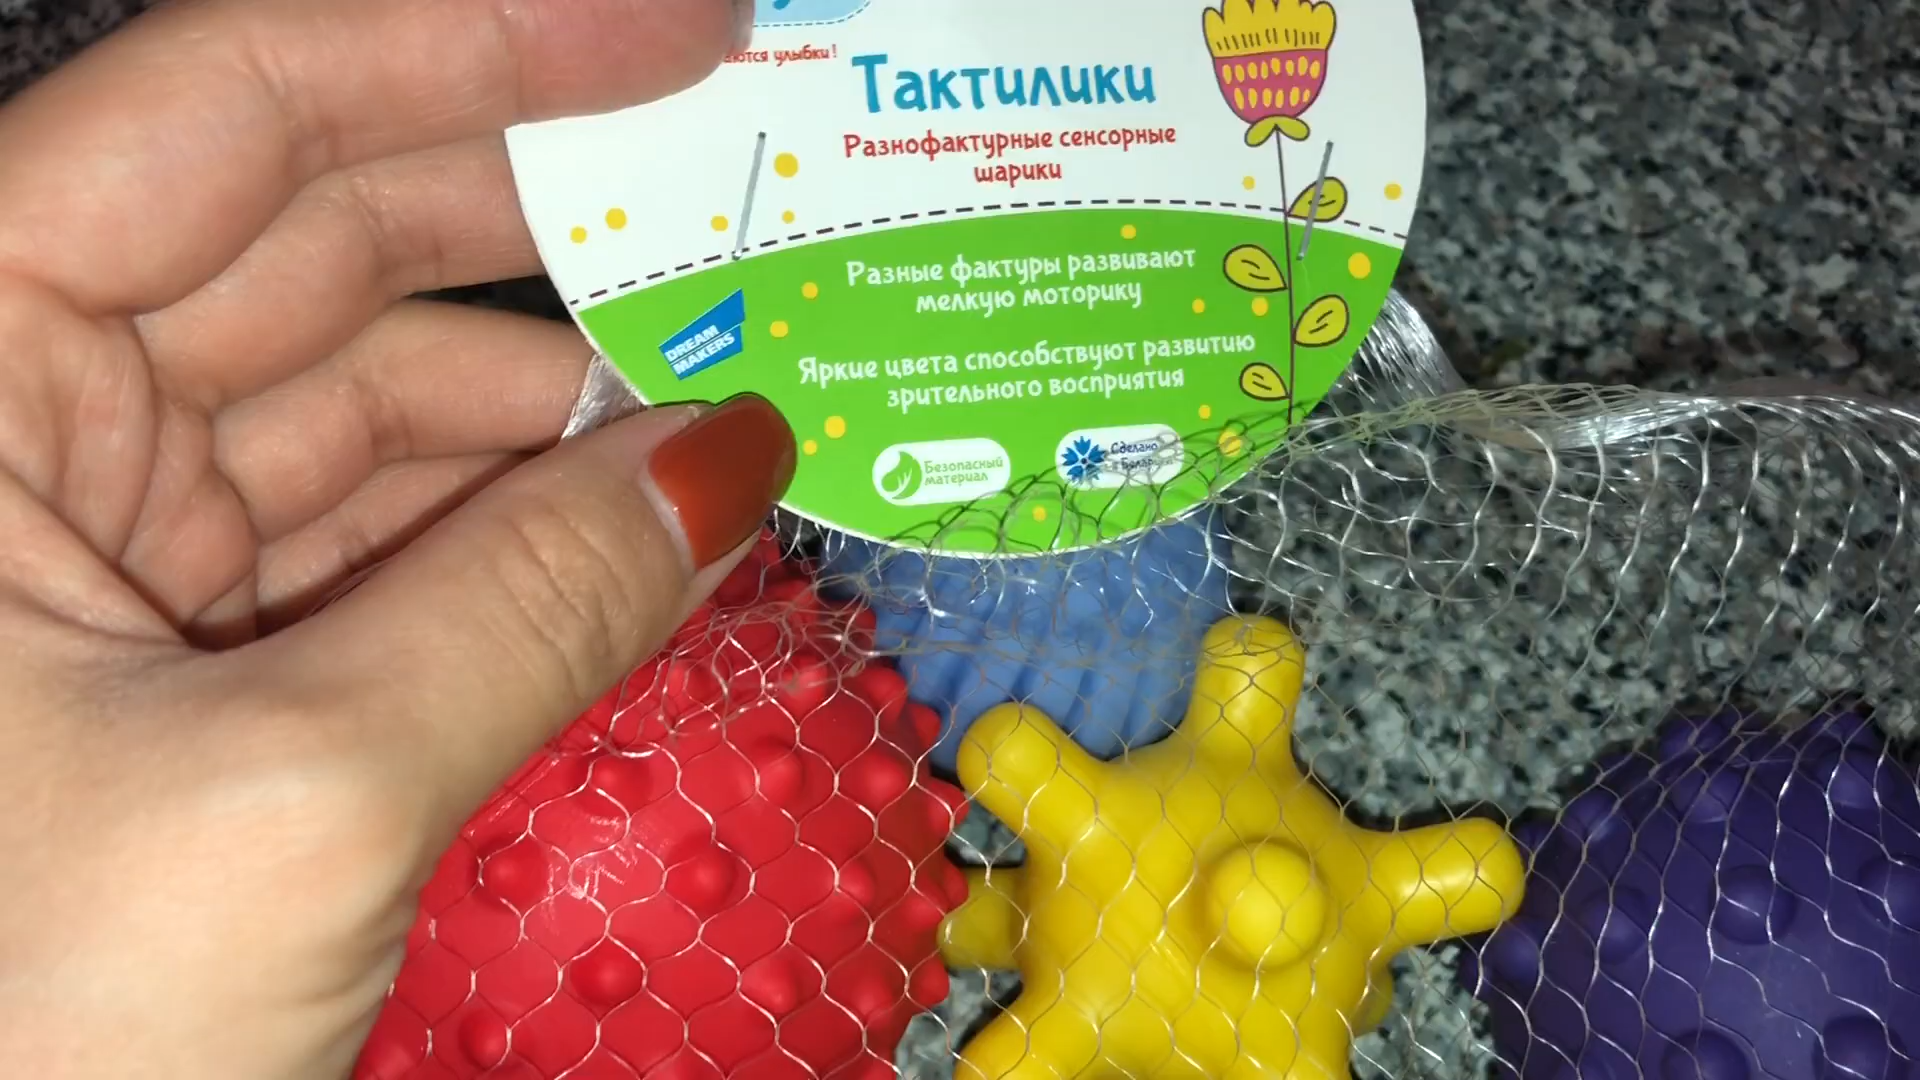 улыбки!
Тактилики
Разнофактурные сенсорные
шарики
Разные фактуры развивают
мелкую моторику
DREAM
MAKERS
Яркие цвета способствуют развитию
зрительного восприятия
Безопасный
материал
Сделано